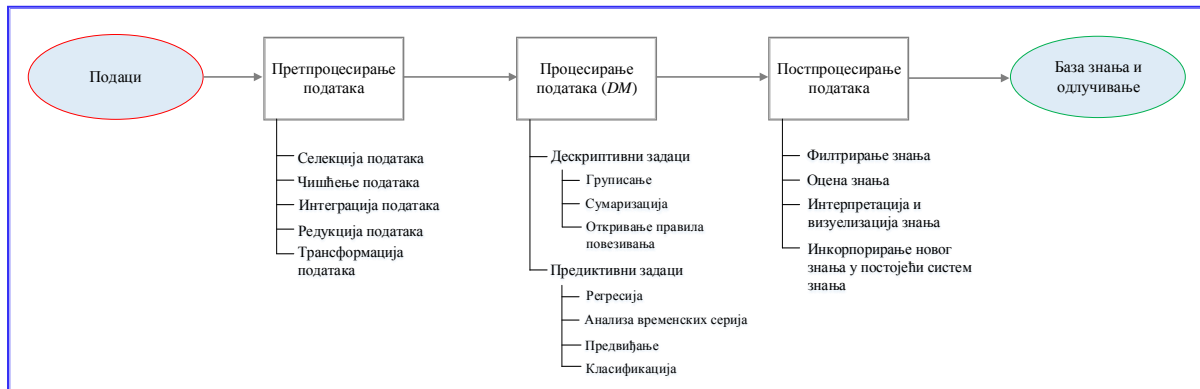 Подаци
Претпроцесирање
података
Процесирање
података (DM)
Постпроцесирање
података
База знања и
одлучивање
Селекција података
Чишћење података
Интеграција података
Редукција података
Трансформација
података
Дескриптивни задаци
Груписање
Сумаризација
Откривање правила
повезивања
Предиктивни задаци
Регресија
Анализа временских серија
Предвиђање
Класификација
Филтрирање знања
Оцена знања
Интерпретација и
визуелизација знања
Инкорпорирање новог
знања у постојећи систем
знања